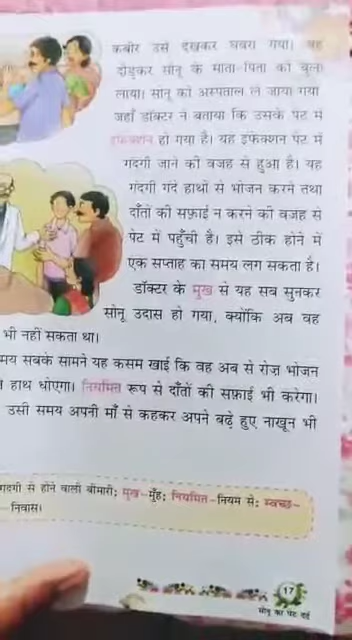 कबीर उसे देखकर घबरा गया। वह
दौड़कर सोनू के माता-पिता को बुला
लाया। सोनू को अस्पताल ले जाया गया
जहाँ डॉक्टर ने बताया कि उसके पेट में
इंफेक्शन हो गया है। यह इंफेक्शन पेट में
गंदगी जाने की वजह से हुआ है। यह
गंदगी गंदे हाथों से भोजन करने तथा
दाँतों की सफ़ाई न करने की वजह से
पेट में पहुँची है। इसे ठीक होने में
एक सप्ताह का समय लग सकता है।
डॉक्टर के मुख से यह सब सुनकर
सोनू उदास हो गया, क्योंकि अब वह
भी नहीं सकता था।
सबके सामने यह कसम खाई कि वह अब से रोज़ भोजन
हाथ धोएगा। नियमित रूप से दाँतों की सफ़ाई भी करेगा।
उसी समय अपनी माँ से कहकर अपने बढ़े हुए नाखून भी
गंदगी से होने वाली बीमारी; मुख-मुँह; नियमित-नियम से; स्वच्छ-
-निवास।
17
सोनू का पेट दर्द